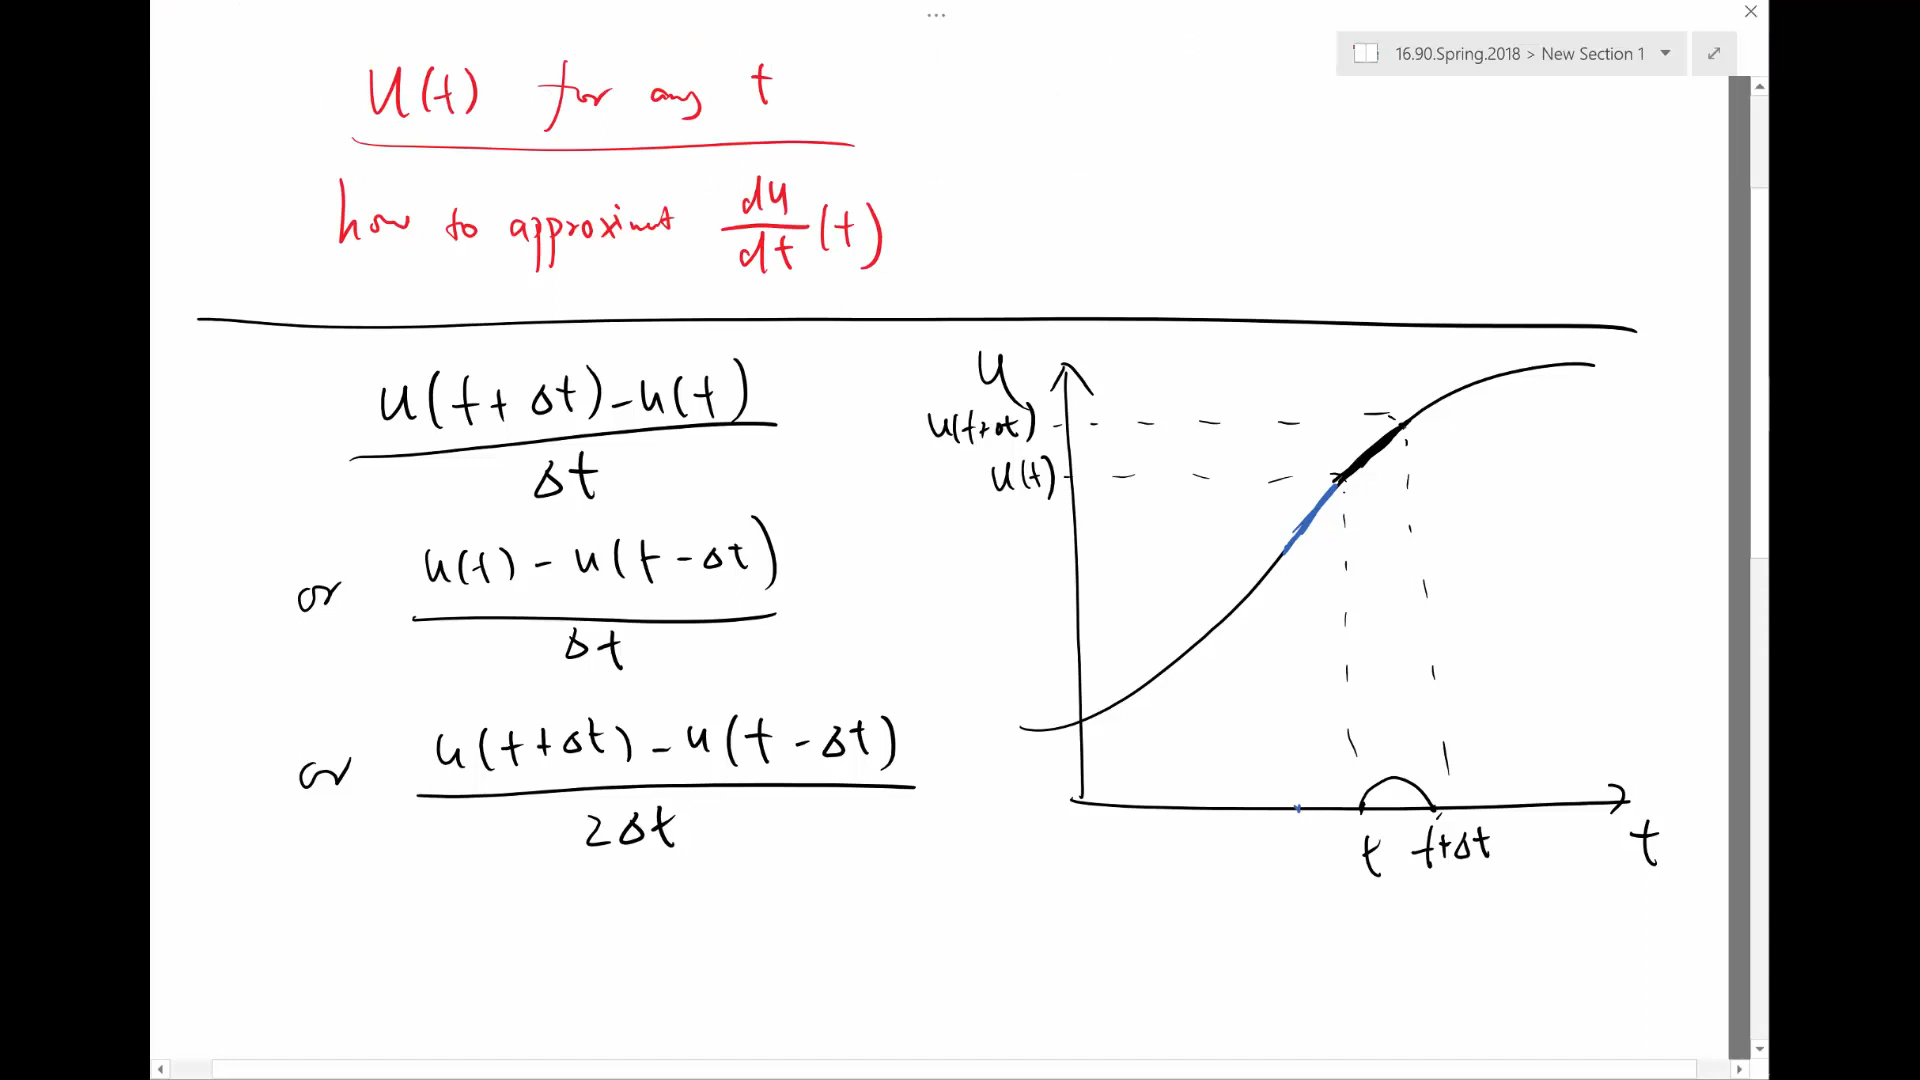 16.90.Spring.2018 > New Section 1
U(t) for any t
how to approximt du/dt (t)
u(t+Δt)-u(t)
Δt
or u(t) - u(t-Δt)
Δt
or u(t+Δt) - u(t-Δt)
2Δt
u
u(t+Δt)
u(t)
t t+Δt
t